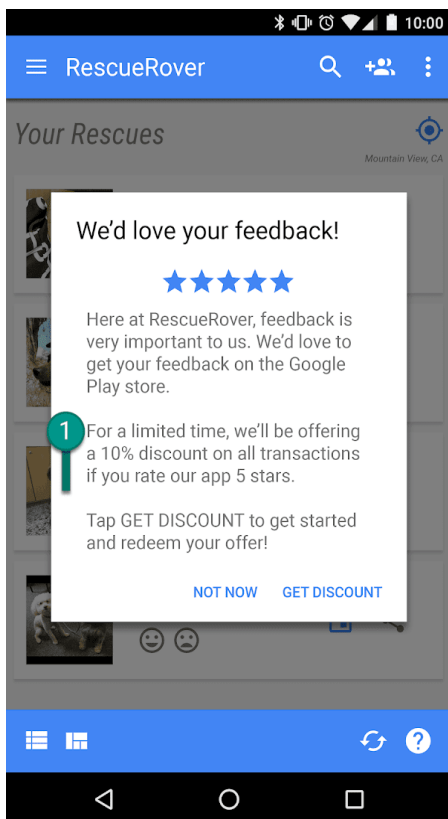 10:00
RescueRover
Your Rescues
Mountain View, CA
We’d love your feedback!
Here at RescueRover, feedback is
very important to us. We’d love to
get your feedback on the Google
Play store.
1
For a limited time, we’ll be offering
a 10% discount on all transactions
if you rate our app 5 stars.
Tap GET DISCOUNT to get started
and redeem your offer!
NOT NOW
GET DISCOUNT